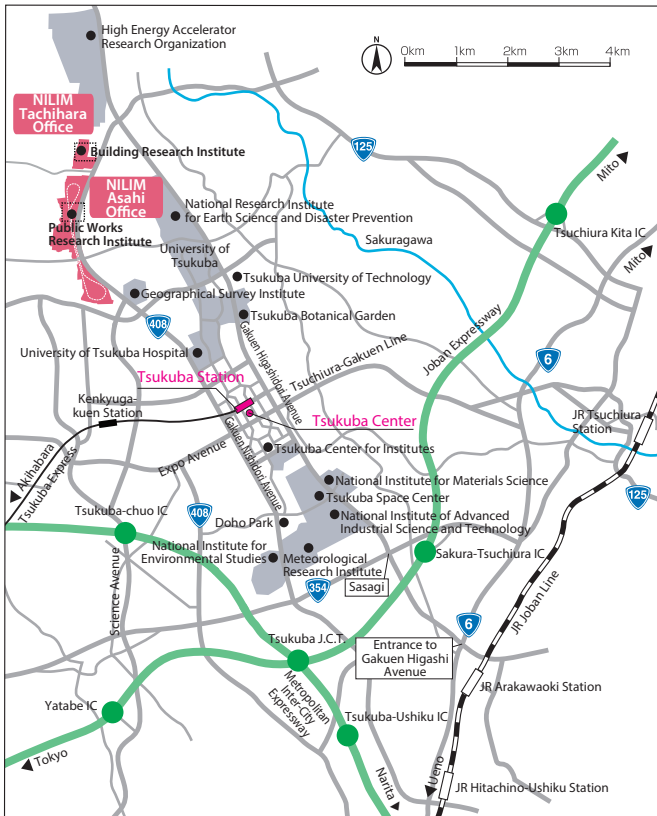 High Energy Accelerator
Research Organization
0km
1km
2km
3km
4km
N
NILIM
Tachihara
Office
Building Research Institute
125
Mito
NILIM
Asahi
Office
National Research Institute
for Earth Science and Disaster Prevention
Public Works
Research Institute
Tsuchiura Kita IC
Sakuragawa
Mito
University of
Tsukuba
Tsukuba University of Technology
Geographical Survey Institute
Tsukuba Botanical Garden
408
Gakuen Higashidori Avenue
Tsuchiura-Gakuen Line
Joban Expressway
6
University of Tsukuba Hospital
Tsukuba Station
Kenkyuga-
kuen Station
Tsukuba Center
JR Tsuchiura
Station
Gakuen Nishidori Avenue
Expo Avenue
Tsukuba Center for Institutes
Akihabara
Tsukuba Express
National Institute for Materials Science
Tsukuba Space Center
125
Tsukuba-chuo IC
408
Doho Park
National Institute of Advanced
Industrial Science and Technology
National Institute for
Environmental Studies
Meteorological
Research Institute
Sakura-Tsuchiura IC
Sasagi
354
Science Avenue
JR Joban Line
6
Tsukuba J.C.T.
Entrance to
Gakuen Higashi
Avenue
Metropolitan
Inter-City
Expressway
JR Arakawaoki Station
Yatabe IC
Tsukuba-Ushiku IC
Tokyo
Narita
Ueno
JR Hitachino-Ushiku Station